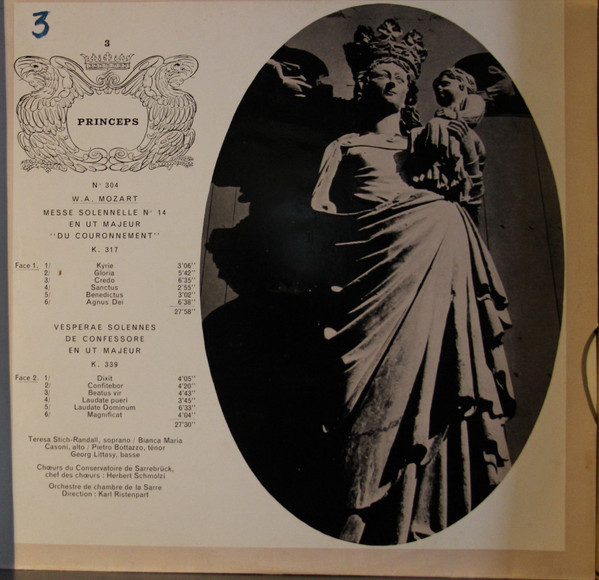 3
3
PRINCEPS
N° 304
W.A. MOZART
MESSE SOLENNELLE N° 14
EN UT MAJEUR
"DU COURONNEMENT"
K. 317
Face 1. 1/ Kyrie 3'06"
2/ Gloria 5'42"
3/ Credo 6'35"
4/ Sanctus 2'55"
5/ Benedictus 3'02"
6/ Agnus Dei 6'38"
27'58"
VESPERAE SOLENNES
DE CONFESSORE
EN UT MAJEUR
K. 339
Face 2. 1/ Dixit 4'05"
2/ Confitebor 4'20"
3/ Beatus vir 4'43"
4/ Laudate pueri 3'45"
5/ Laudate Dominum 6'33"
6/ Magnificat 4'04"
27'30"
Teresa Stich-Randall, soprano / Bianca Maria
Casoni, alto / Pietro Bottazzo, ténor
Georg Littasy, basse
Chœurs du Conservatoire de Sarrebrück,
chef des chœurs : Herbert Schmolzi
Orchestre de chambre de la Sarre
Direction : Karl Ristenpart